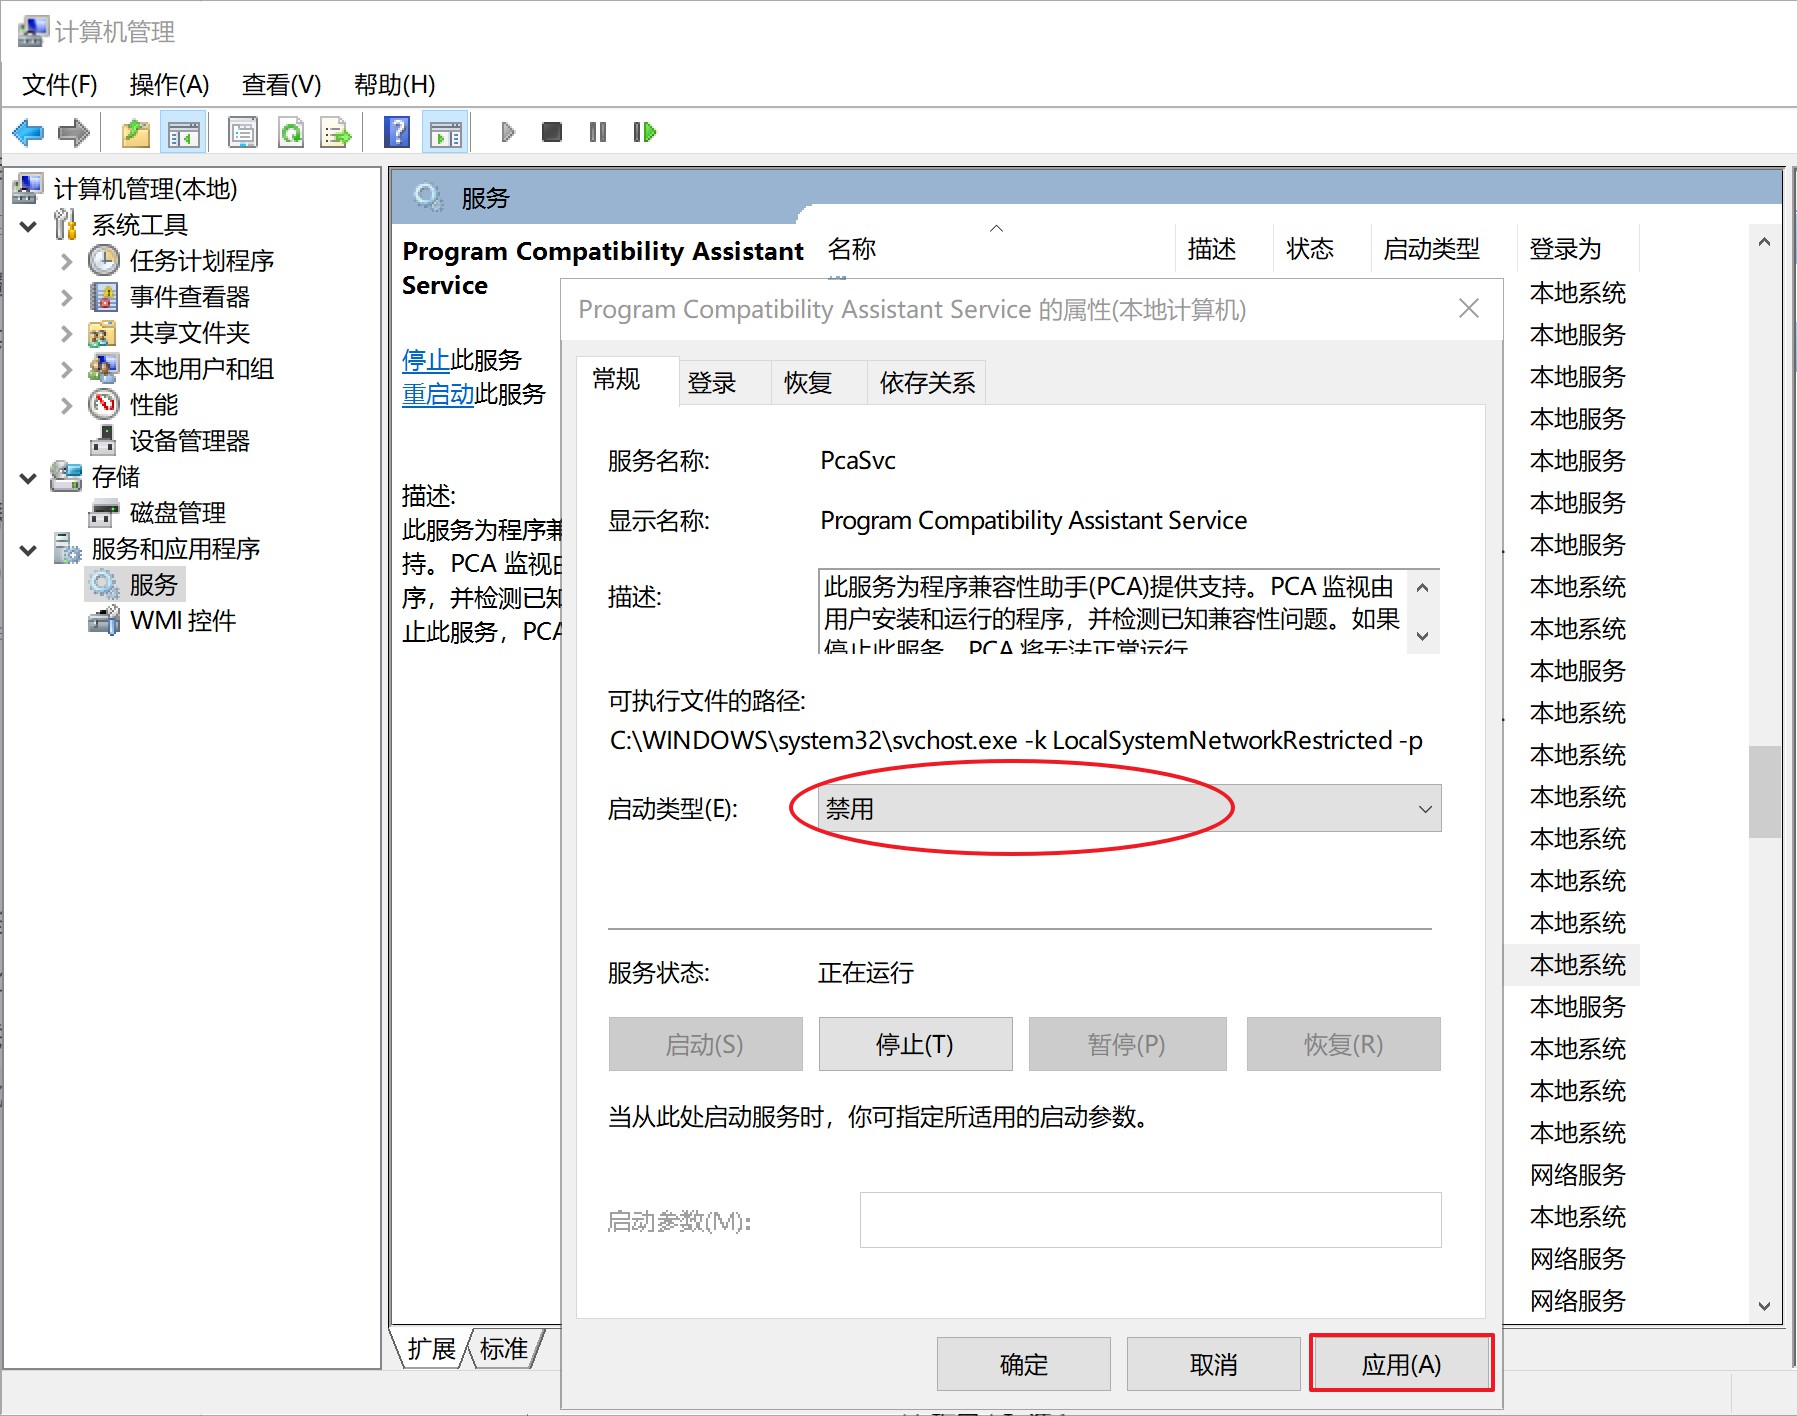 计算机管理
文件(F) 操作(A) 查看(V) 帮助(H)
计算机管理(本地)
系统工具
任务计划程序
事件查看器
共享文件夹
本地用户和组
性能
设备管理器
存储
磁盘管理
服务和应用程序
服务
WMI 控件
服务
Program Compatibility Assistant
Service
停止此服务
重启动此服务
描述:
此服务为程序兼
持。PCA 监视
序，并检测已知
止此服务，PCA
扩展 标准
名称 描述 状态 启动类型 登录为
Program Compatibility Assistant Service 的属性(本地计算机)
常规 登录 恢复 依存关系
服务名称: PcaSvc
显示名称: Program Compatibility Assistant Service
描述:
此服务为程序兼容性助手(PCA)提供支持。PCA 监视由
用户安装和运行的程序，并检测已知兼容性问题。如果
停止此服务，PCA 将无法正常运行
可执行文件的路径:
C:\WINDOWS\system32\svchost.exe -k LocalSystemNetworkRestricted -p
启动类型(E): 禁用
服务状态: 正在运行
启动(S) 停止(T) 暂停(P) 恢复(R)
当从此处启动服务时，你可指定所适用的启动参数。
启动参数(M):
确定 取消 应用(A)
本地系统
本地服务
本地服务
本地服务
本地服务
本地服务
本地服务
本地系统
本地系统
本地服务
本地系统
本地系统
本地系统
本地系统
本地系统
本地系统
本地系统
本地服务
本地系统
本地系统
本地系统
网络服务
本地系统
网络服务
网络服务